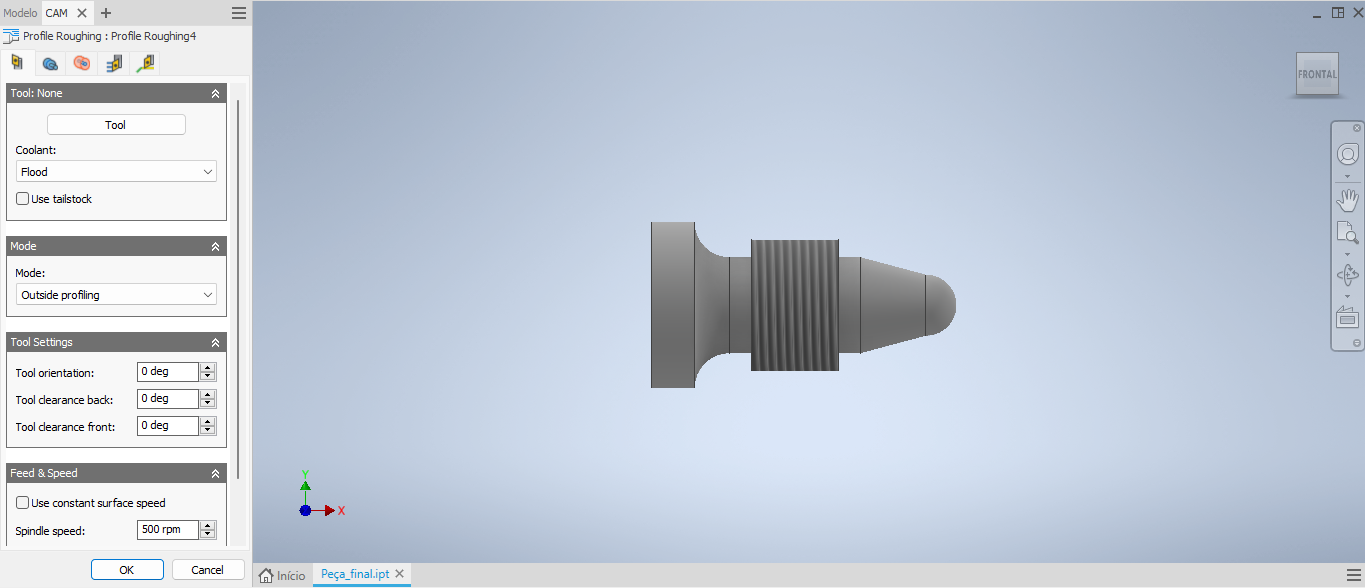 Modelo CAM
Profile Roughing : Profile Roughing4
Tool: None
Tool
Coolant:
Flood
Use tailstock
Mode
Mode:
Outside profiling
Tool Settings
Tool orientation: 0 deg
Tool clearance back: 0 deg
Tool clearance front: 0 deg
Feed & Speed
Use constant surface speed
Spindle speed: 500 rpm
OK Cancel
FRONTAL
Y
X
Início Peça_final.ipt